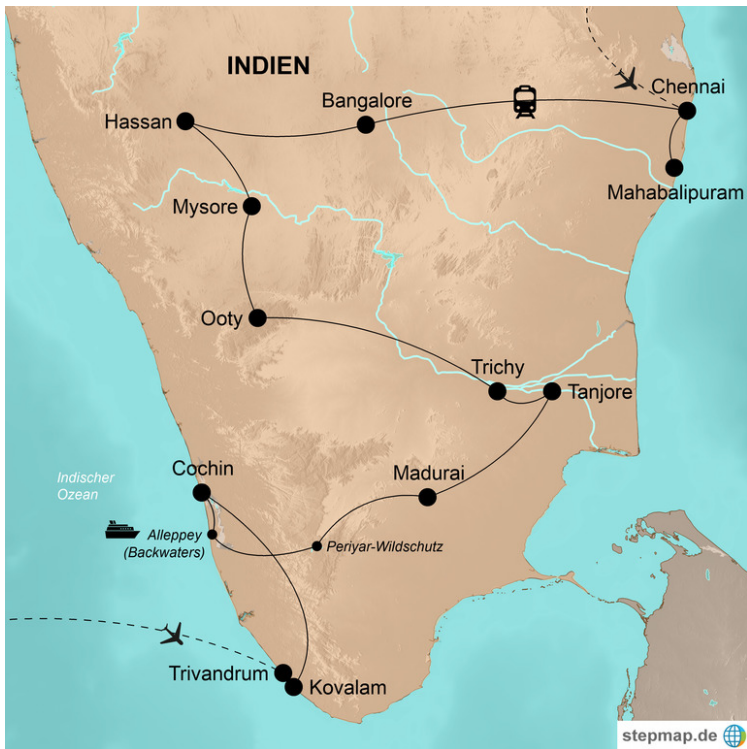 INDIEN
Chennai
Bangalore
Hassan
Mahabalipuram
Mysore
Ooty
Trichy
Tanjore
Cochin
Madurai
Indischer
Ozean
Alleppey
(Backwaters)
Periyar-Wildschutz
Trivandrum
Kovalam
stepmap.de